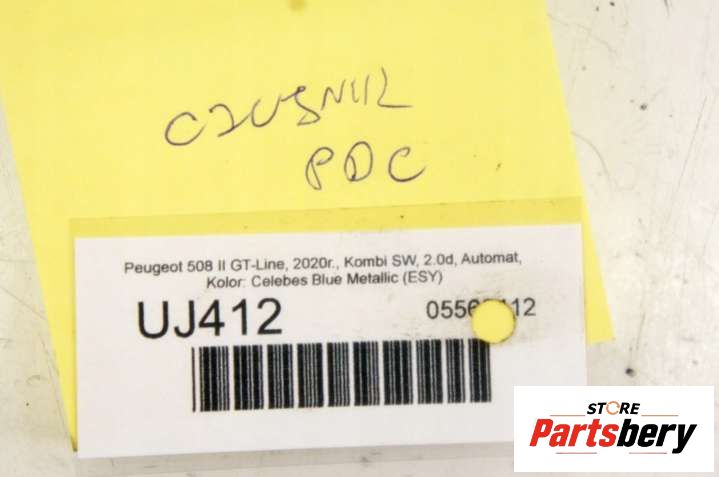 CZUJNIK
PDC
Peugeot 508 II GT-Line, 2020r., Kombi SW, 2.0d, Automat,
Kolor: Celebes Blue Metallic (ESY)
UJ412
STORE
Partsbery